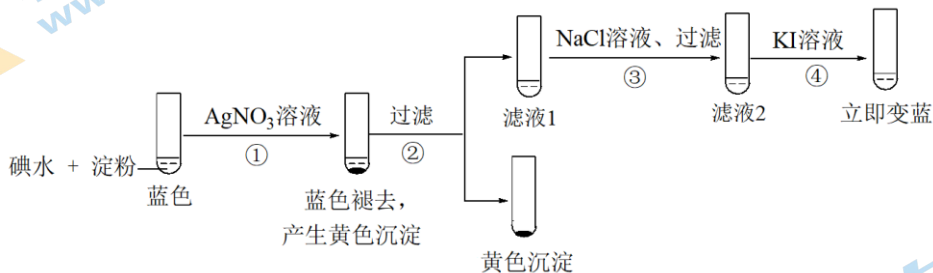 AgNO₃溶液
①
过滤
②
NaCl溶液、过滤
③
KI溶液
④
碘水 + 淀粉
蓝色
蓝色褪去，
产生黄色沉淀
滤液1
滤液2
立即变蓝
黄色沉淀